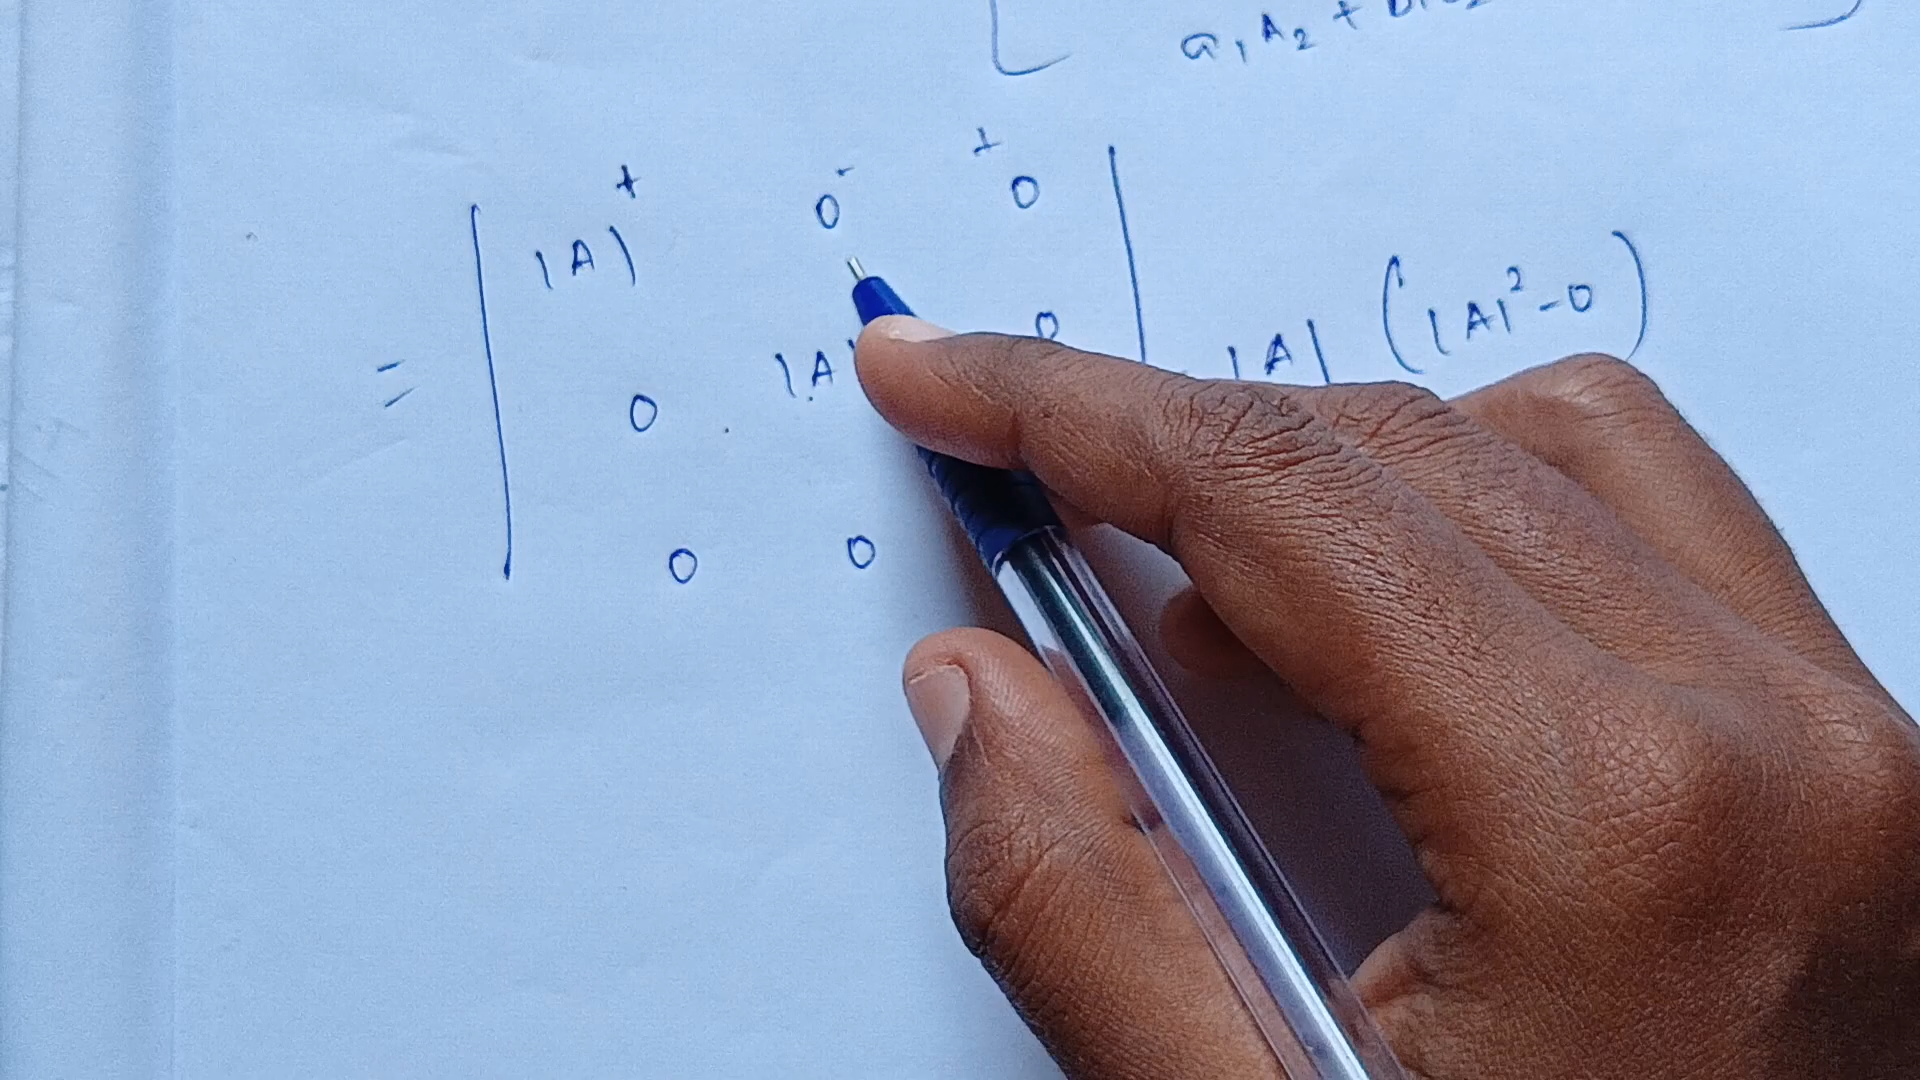 a₁A₂ +
+ - +
|A| 0 0
= 0 |A| 0 = |A| (|A|² - 0)
0 0